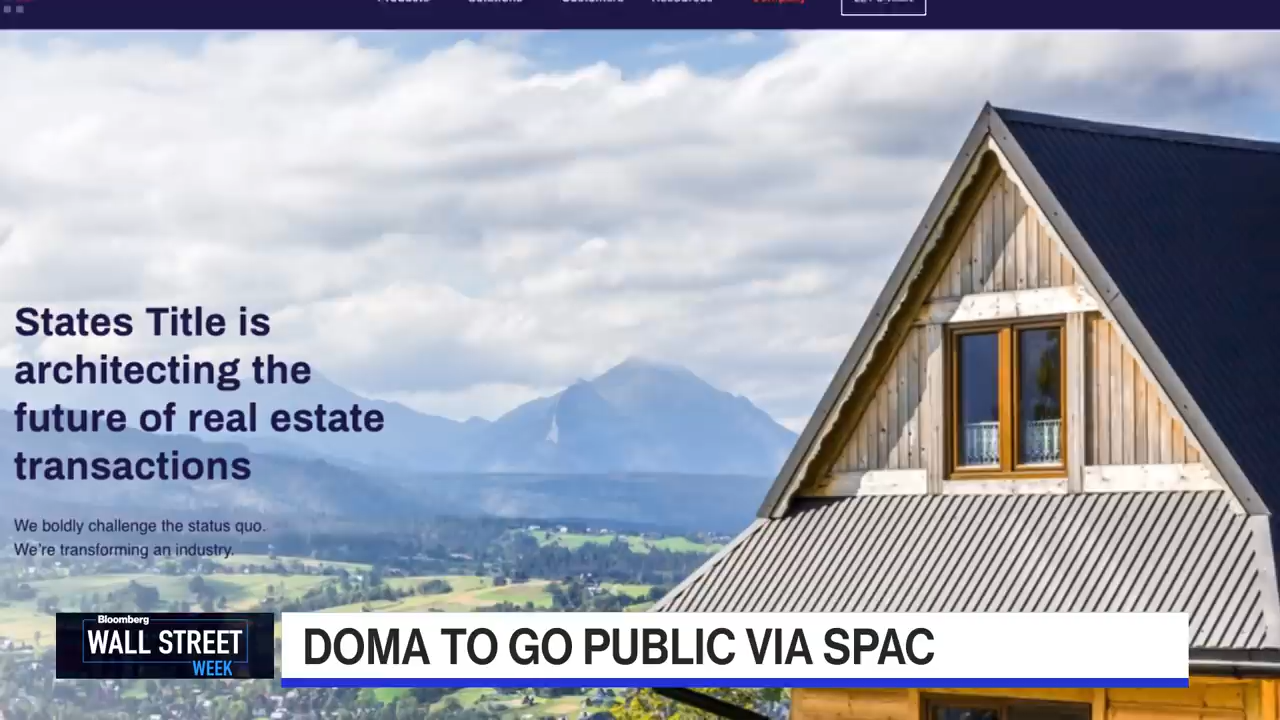 States Title is
architecting the
future of real estate
transactions
We boldly challenge the status quo.
We're transforming an industry.
Bloomberg
WALL STREET
WEEK
DOMA TO GO PUBLIC VIA SPAC